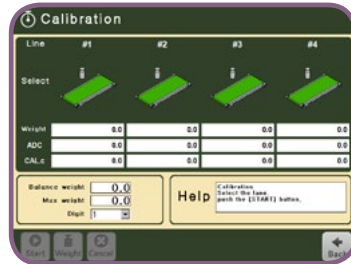 Calibration
Line #1 #2 #3 #4
Select
Weight 0.0 0.0 0.0 0.0
ADC 0.0 0.0 0.0 0.0
CAL.c 0.0 0.0 0.0 0.0
Balance weight 0.0
Max weight 0.0
Digit 1
Help
Calibration
Select the lane,
push the [START] button.
Start Weight Cancel Back